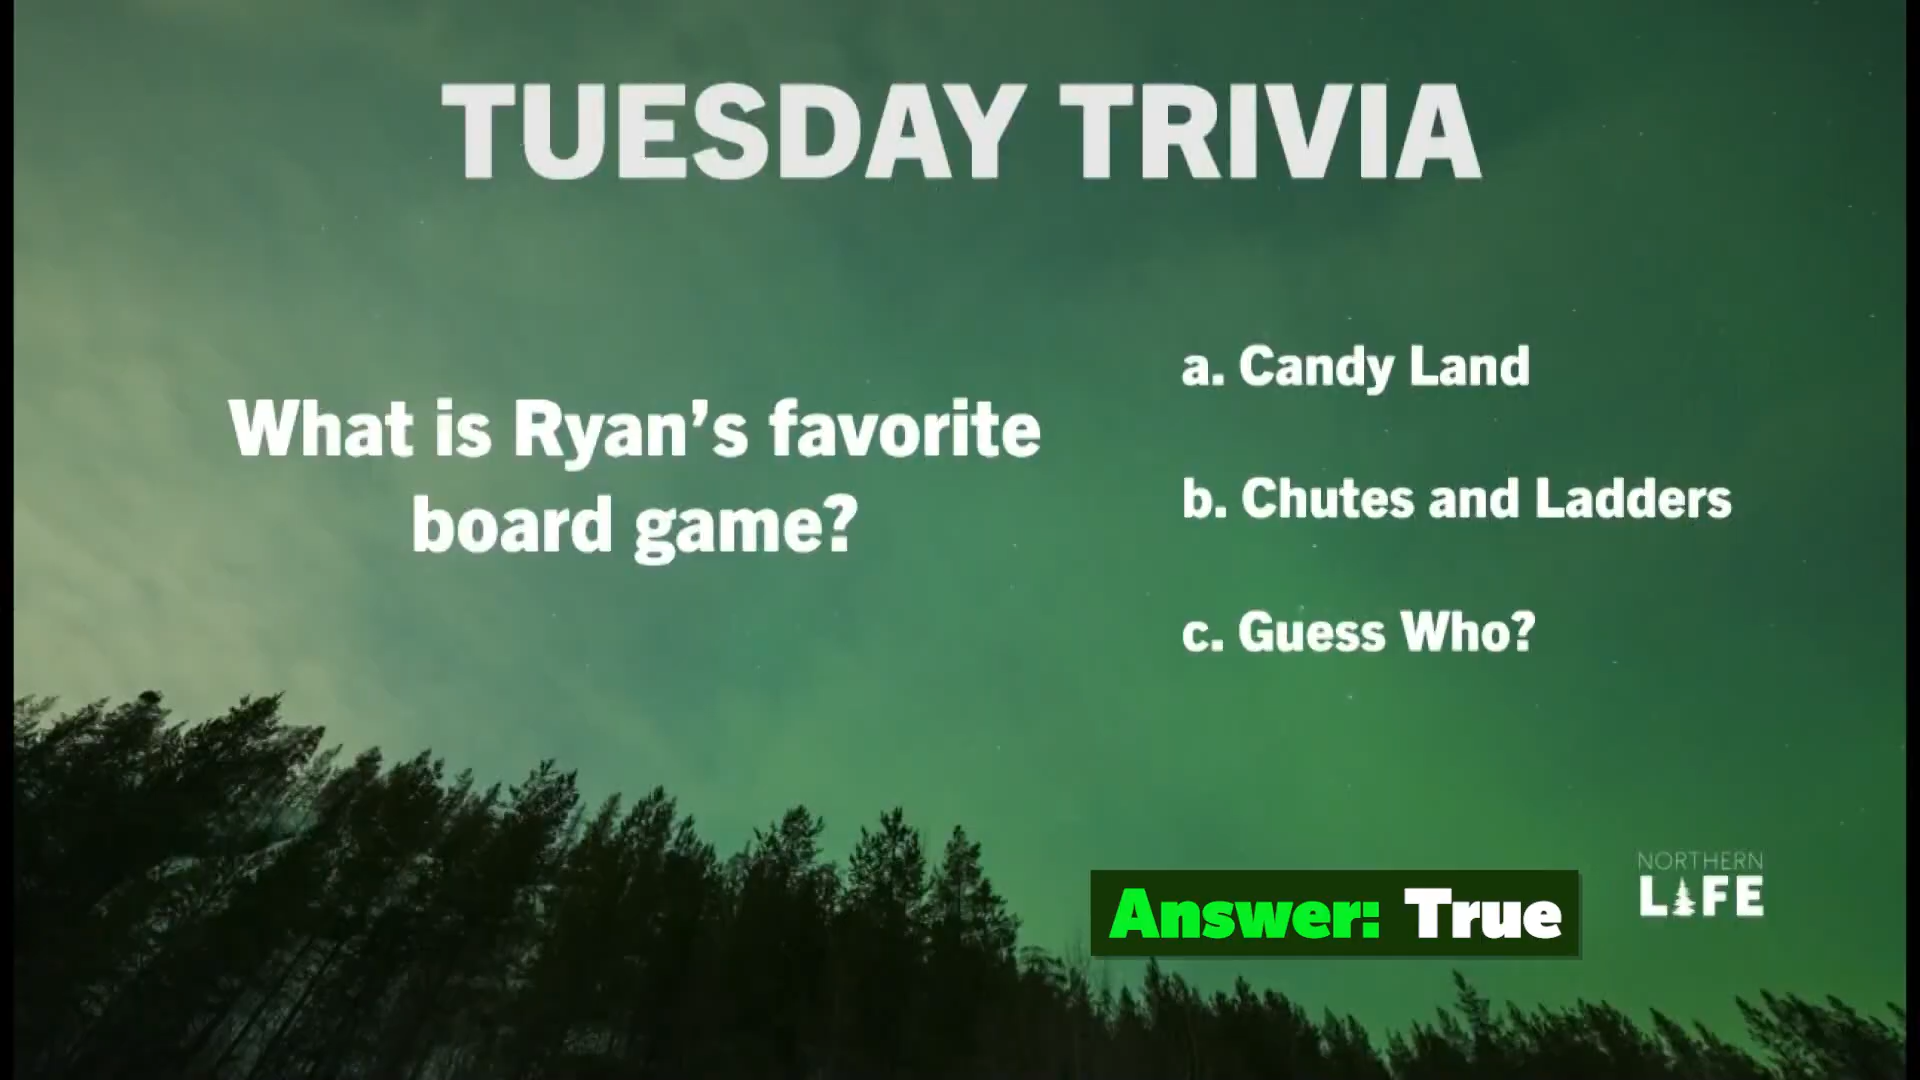 TUESDAY TRIVIA
What is Ryan’s favorite
board game?
a. Candy Land
b. Chutes and Ladders
c. Guess Who?
Answer: True
NORTHERN
LIFE